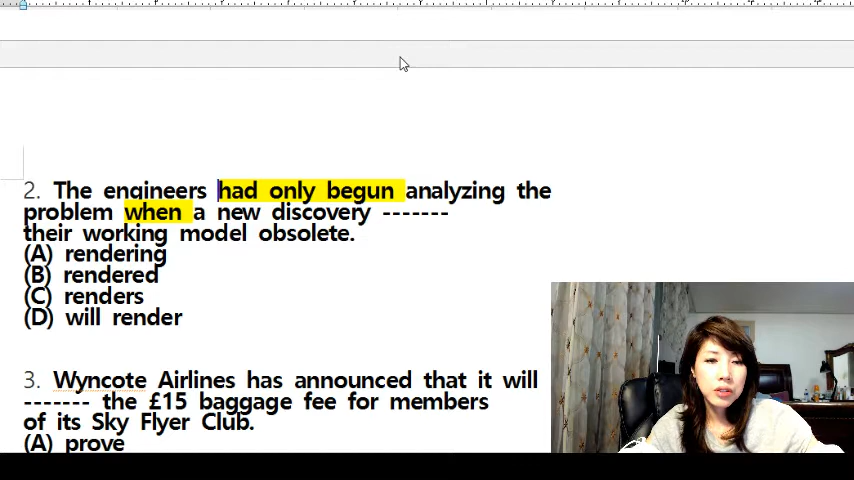 2. The engineers had only begun analyzing the
problem when a new discovery -------
their working model obsolete.
(A) rendering
(B) rendered
(C) renders
(D) will render
3. Wyncote Airlines has announced that it will
------- the £15 baggage fee for members
of its Sky Flyer Club.
(A) prove